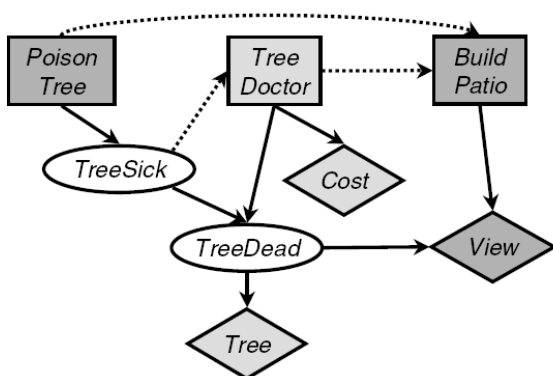 Poison
Tree
Tree
Doctor
Build
Patio
TreeSick
Cost
TreeDead
View
Tree